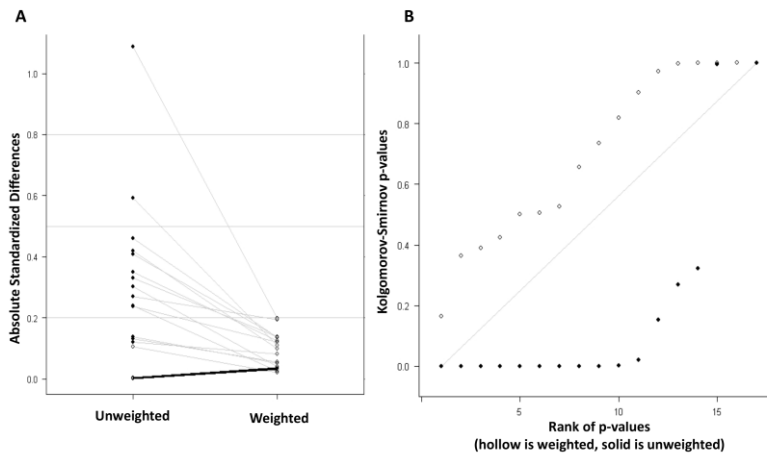 A
Absolute Standardized Differences
1.0
0.8
0.6
0.4
0.2
0.0
Unweighted
Weighted
B
Kolgomorov-Smirnov p-values
1.0
0.8
0.6
0.4
0.2
0.0
5
10
15
Rank of p-values
(hollow is weighted, solid is unweighted)